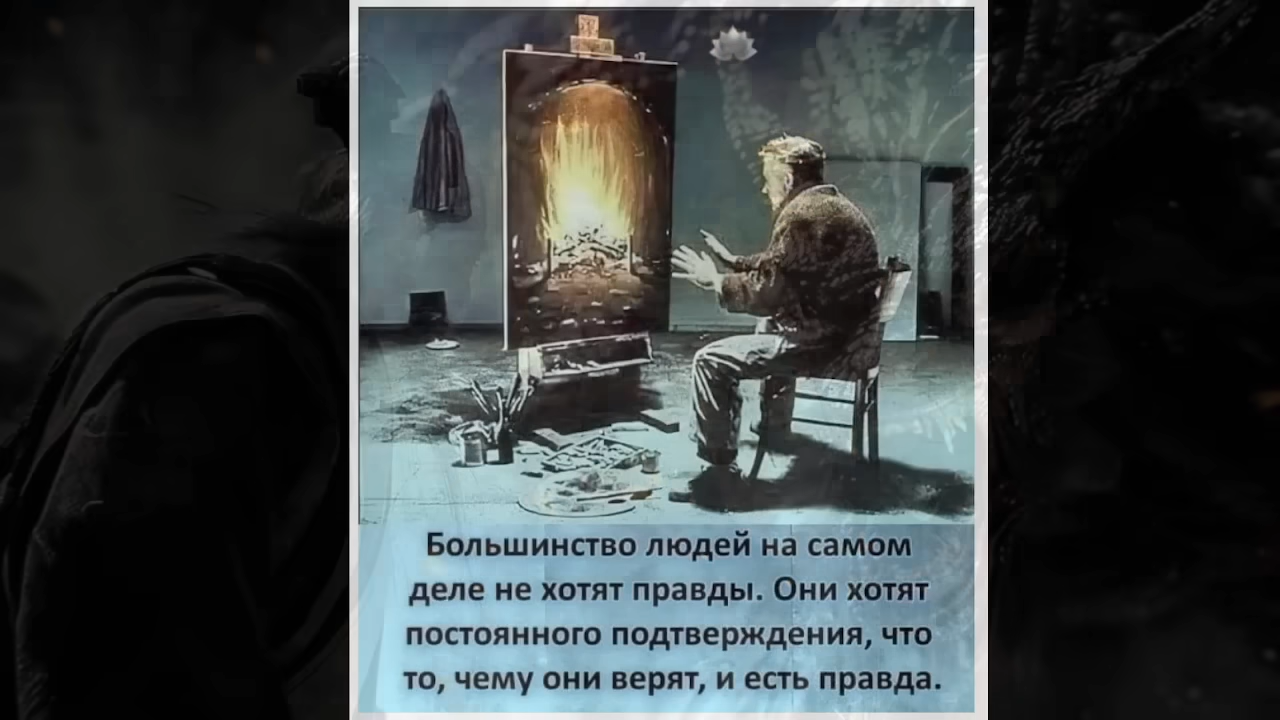 Большинство людей на самом
деле не хотят правды. Они хотят
постоянного подтверждения, что
то, чему они верят, и есть правда.